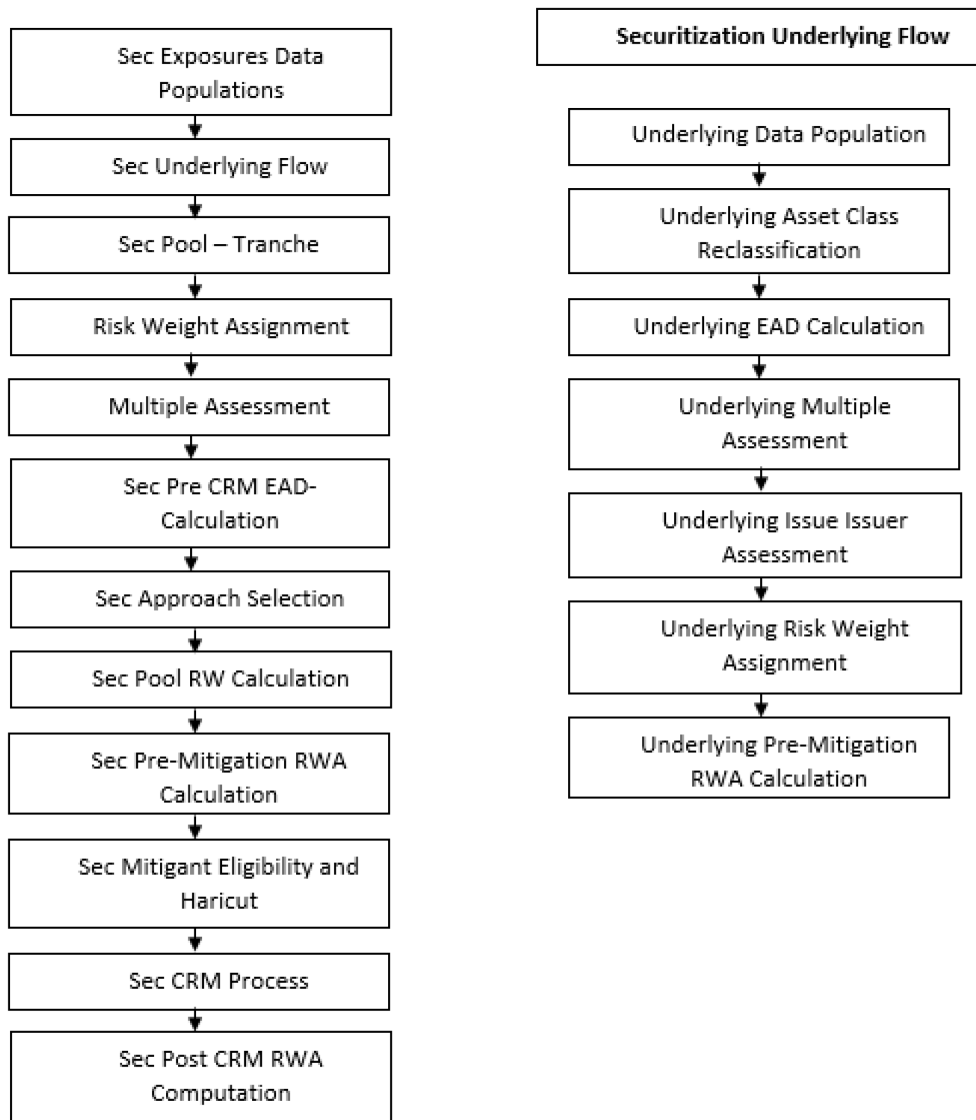 Sec Exposures Data
Populations
Sec Underlying Flow
Sec Pool – Tranche
Risk Weight Assignment
Multiple Assessment
Sec Pre CRM EAD-
Calculation
Sec Approach Selection
Sec Pool RW Calculation
Sec Pre-Mitigation RWA
Calculation
Sec Mitigant Eligibility and
Haricut
Sec CRM Process
Sec Post CRM RWA
Computation
Securitization Underlying Flow
Underlying Data Population
Underlying Asset Class
Reclassification
Underlying EAD Calculation
Underlying Multiple
Assessment
Underlying Issue Issuer
Assessment
Underlying Risk Weight
Assignment
Underlying Pre-Mitigation
RWA Calculation